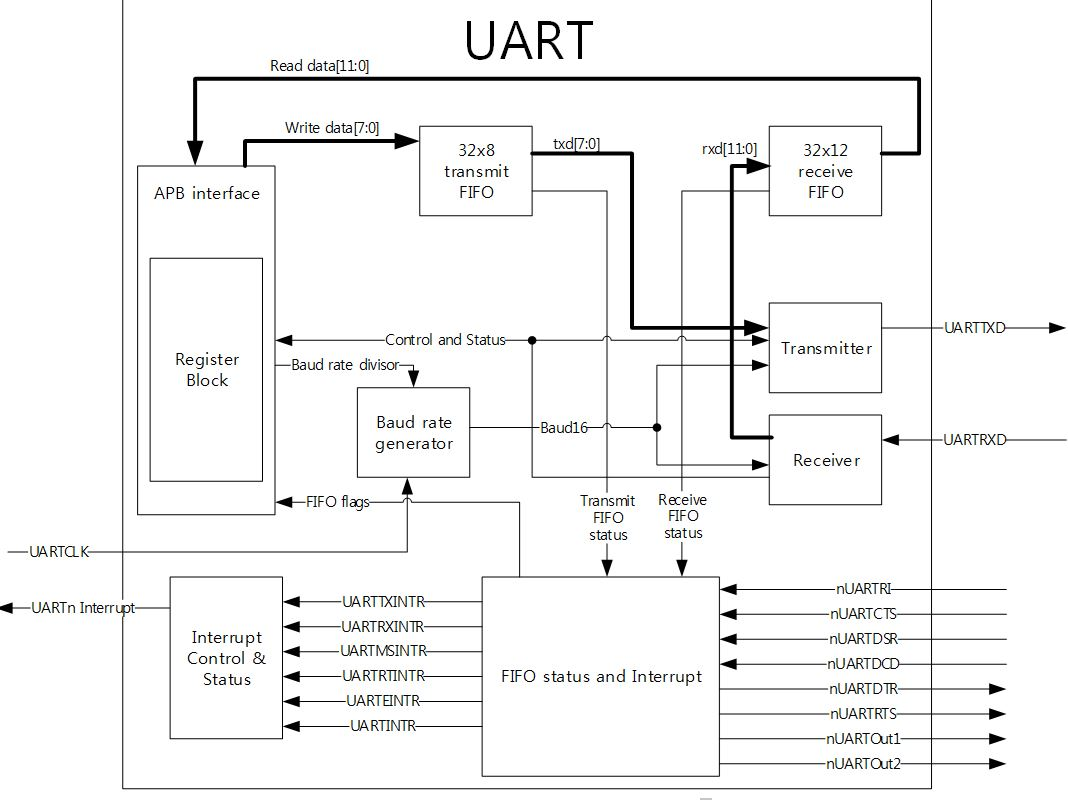 UART
Read data[11:0]
Write data[7:0]
32x8
transmit
FIFO
txd[7:0]
rxd[11:0]
32x12
receive
FIFO
APB interface
Register
Block
Control and Status
Baud rate divisor
Baud rate
generator
Baud16
Transmitter
UARTTXD
Receiver
UARTRXD
FIFO flags
Transmit
FIFO
status
Receive
FIFO
status
UARTCLK
UARTn Interrupt
Interrupt
Control &
Status
UARTTXINTR
UARTRXINTR
UARTMSINTR
UARTRTINTR
UARTEINTR
UARTINTR
FIFO status and Interrupt
nUARTRI
nUARTCTS
nUARTDSR
nUARTDCD
nUARTDTR
nUARTRTS
nUARTOut1
nUARTOut2